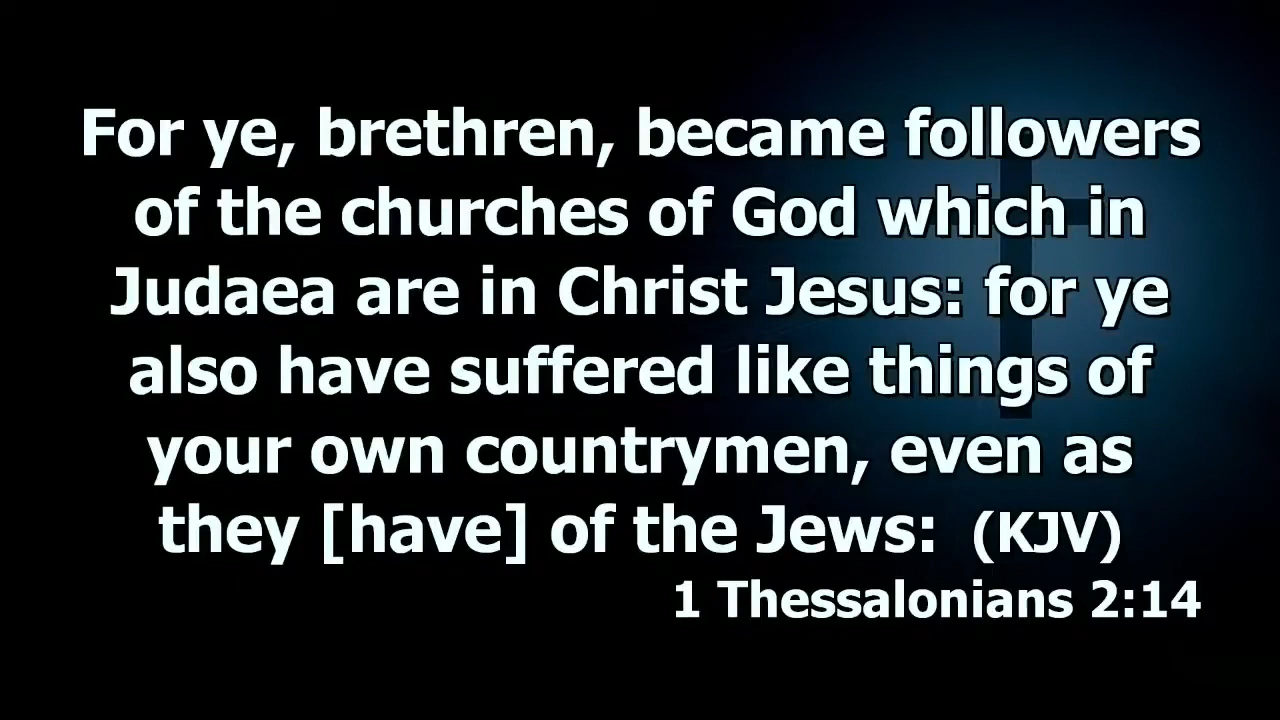 For ye, brethren, became followers
of the churches of God which in
Judaea are in Christ Jesus: for ye
also have suffered like things of
your own countrymen, even as
they [have] of the Jews: (KJV)
1 Thessalonians 2:14